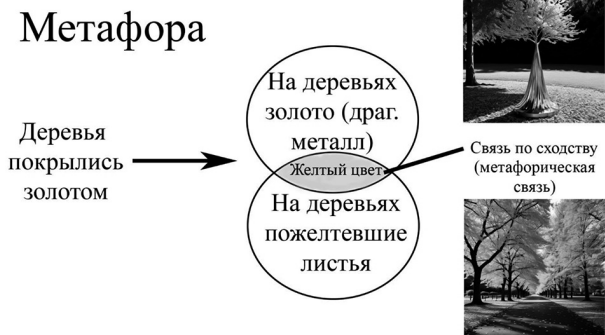 Метафора
Деревья
покрылись
золотом
На деревьях
золото (драг.
металл)
Желтый цвет
На деревьях
пожелтевшие
листья
Связь по сходству
(метафорическая
связь)